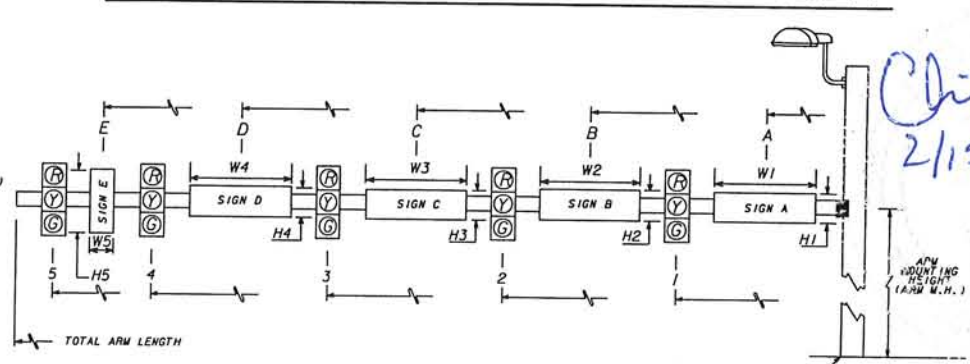 E D C B A
W4 W3 W2 W1
R R R R R
Y SIGN E Y SIGN D Y SIGN C Y SIGN B Y SIGN A
G G G G G
W5 H5 H4 H3 H2 H1
5 4 3 2 1
ARM
MOUNTING
HEIGHT
(ARM M.H.)
TOTAL ARM LENGTH